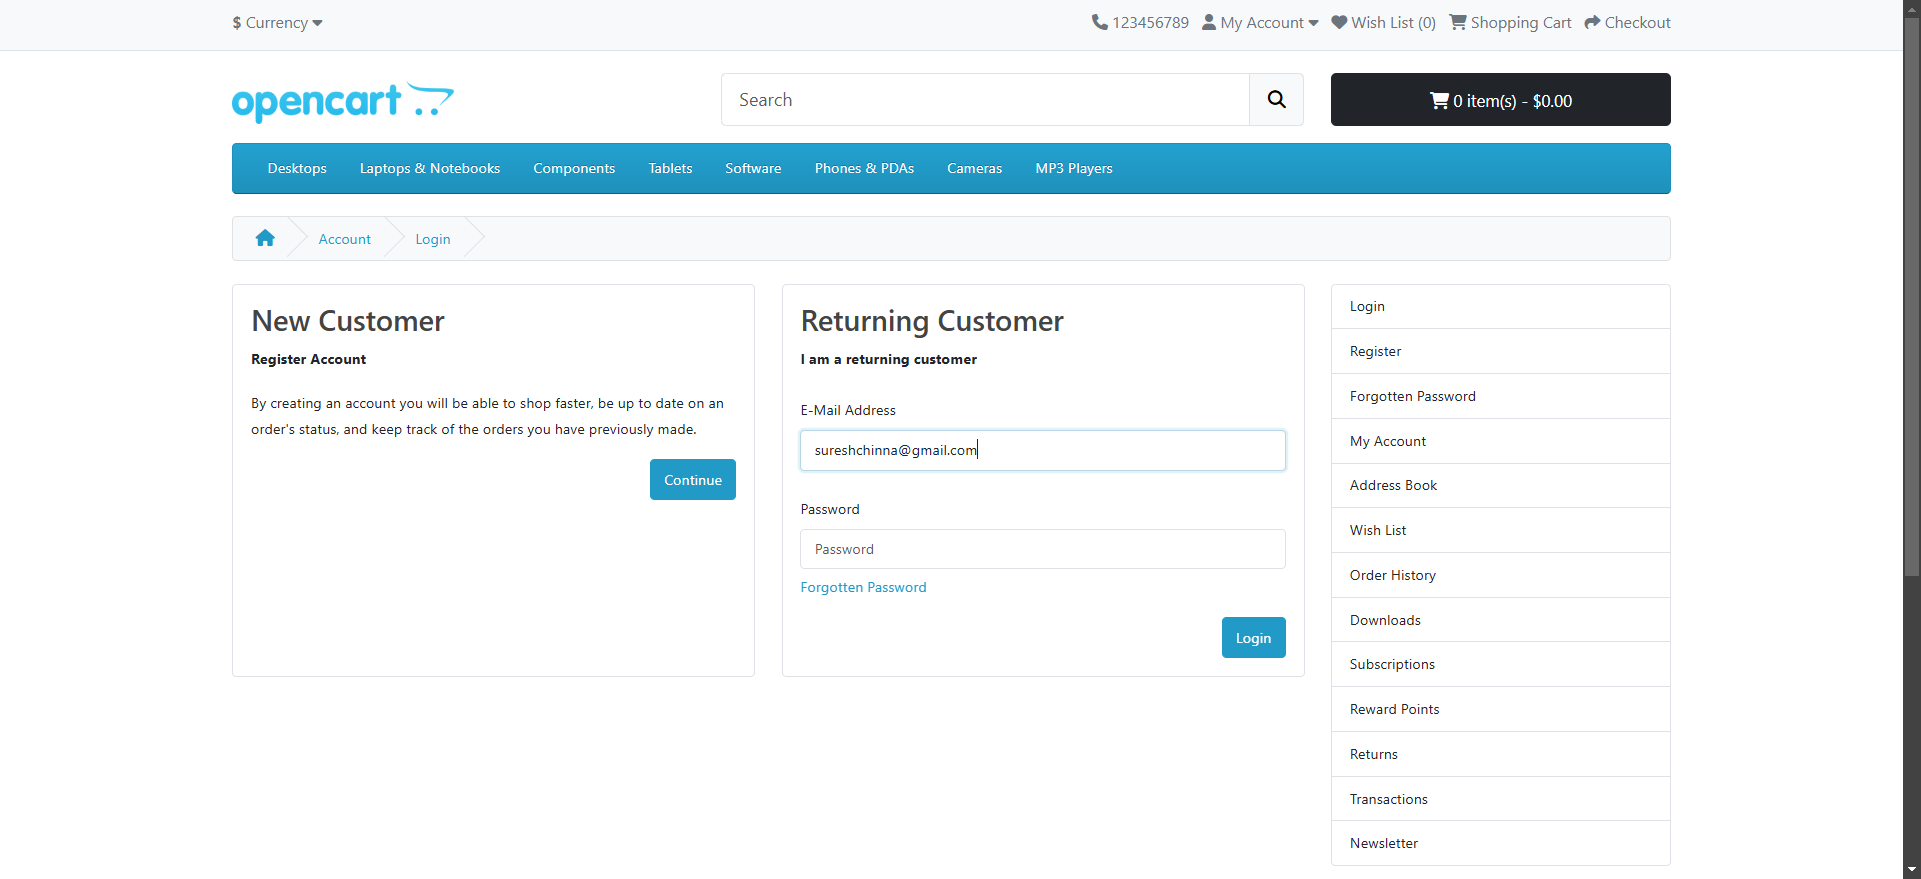 $ Currency
123456789 My Account Wish List (0) Shopping Cart Checkout
opencart
Search
0 item(s) - $0.00
Desktops Laptops & Notebooks Components Tablets Software Phones & PDAs Cameras MP3 Players
Account Login
New Customer
Register Account
By creating an account you will be able to shop faster, be up to date on an
order's status, and keep track of the orders you have previously made.
Continue
Returning Customer
I am a returning customer
E-Mail Address
sureshchinna@gmail.com
Password
Password
Forgotten Password
Login
Login
Register
Forgotten Password
My Account
Address Book
Wish List
Order History
Downloads
Subscriptions
Reward Points
Returns
Transactions
Newsletter